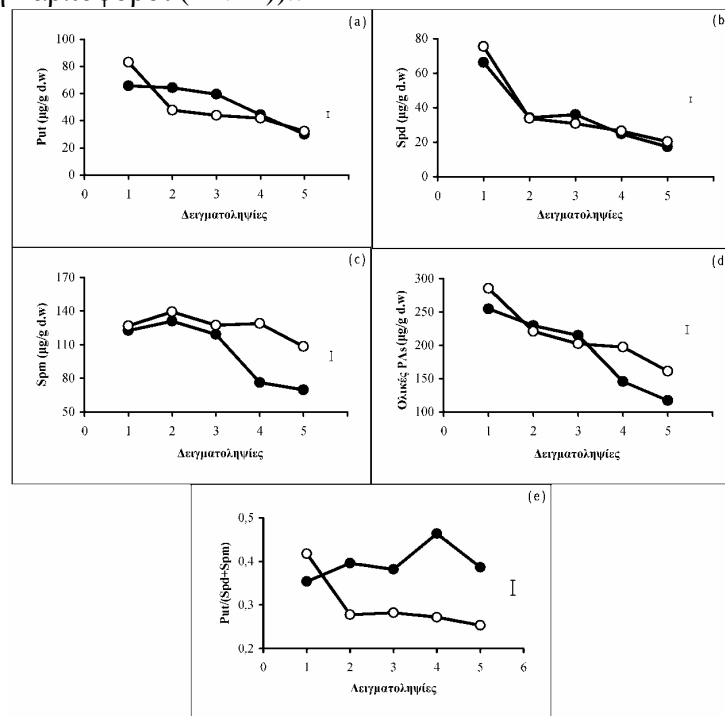 (a)
Put (μg/g d.w)
100
80
60
40
20
0
0 1 2 3 4 5
Δειγματοληψίες
(b)
Spd (μg/g d.w)
80
60
40
20
0
0 1 2 3 4 5
Δειγματοληψίες
(c)
Spm (μg/g d.w)
170
140
110
80
50
0 1 2 3 4 5
Δειγματοληψίες
(d)
Ολικές PAs (μg/g d.w)
300
250
200
150
100
0 1 2 3 4 5
Δειγματοληψίες
(e)
Put/(Spd+Spm)
0,5
0,4
0,3
0,2
0 1 2 3 4 5 6
Δειγματοληψίες